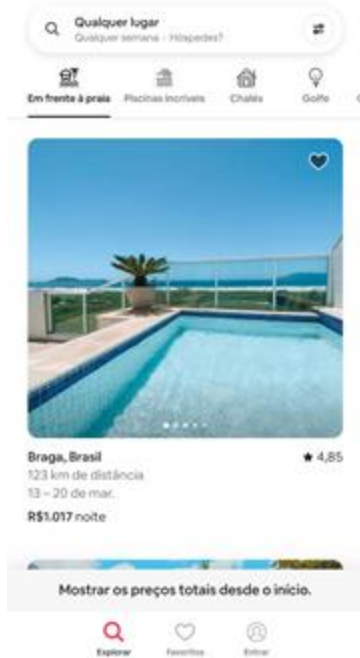 Qualquer lugar
Qualquer semana · Hóspedes?
Em frente à praia
Piscinas incríveis
Chalés
Golfe
Braga, Brasil
★ 4,85
123 km de distância
13 – 20 de mar.
R$1.017 noite
Mostrar os preços totais desde o início.
Explorar
Favoritos
Entrar